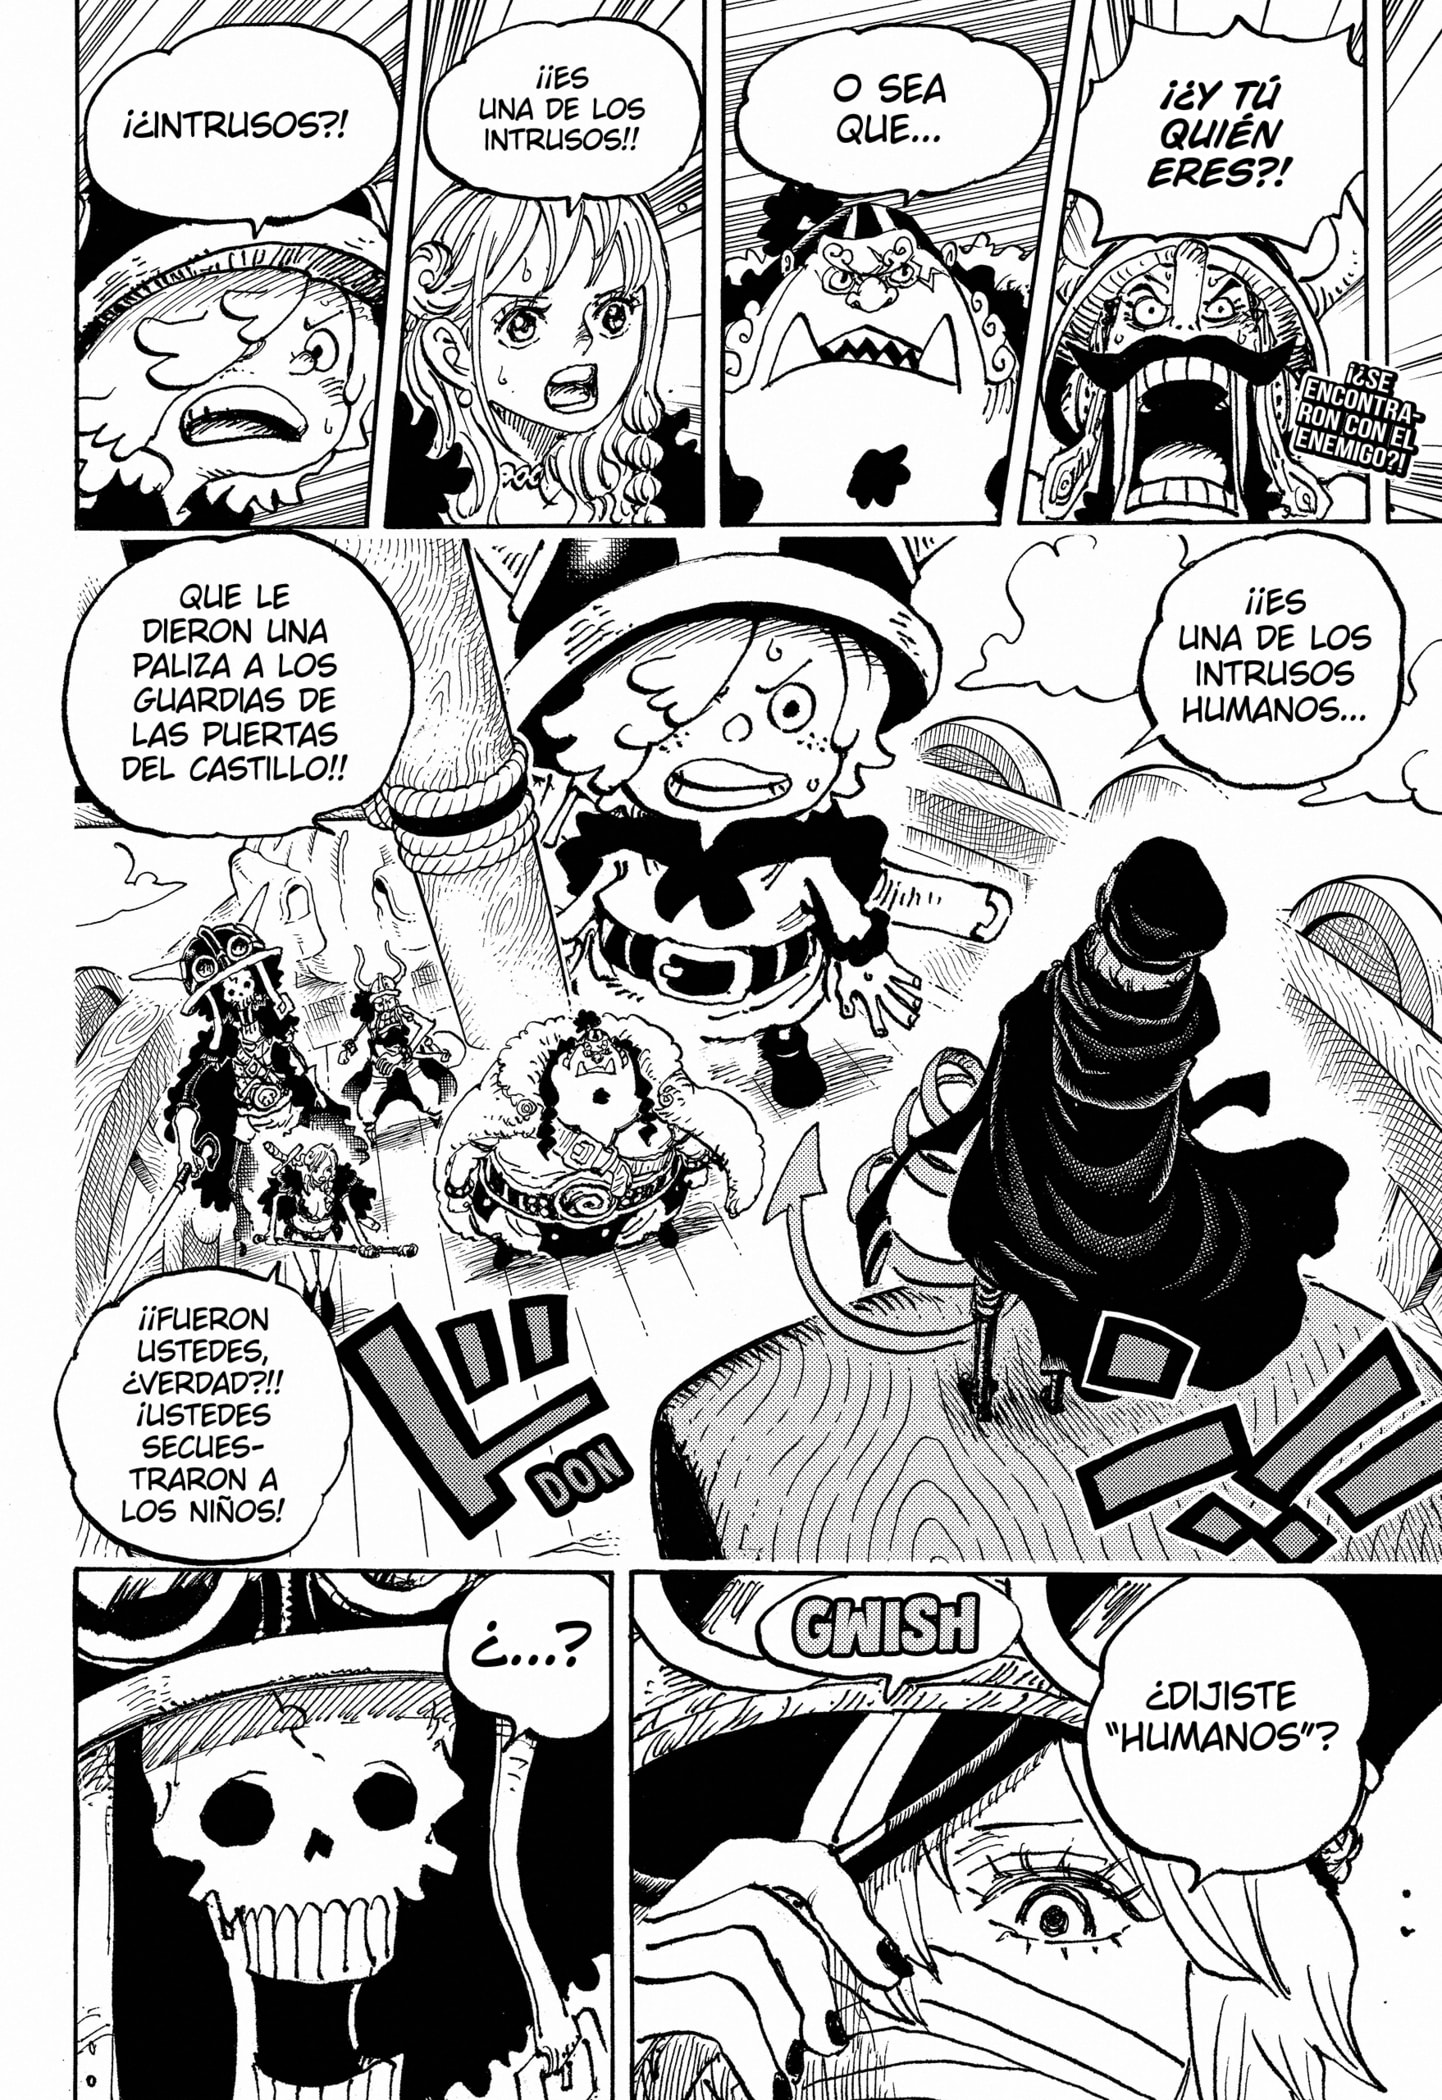 ¡¿Y TÚ
QUIÉN
ERES?!
¡¿SE
ENCONTRA-
RON CON EL
ENEMIGO?!
O SEA
QUE...
¡¡ES
UNA DE LOS
INTRUSOS!!
¡¿INTRUSOS?!
¡¡ES
UNA DE LOS
INTRUSOS
HUMANOS...
QUE LE
DIERON UNA
PALIZA A LOS
GUARDIAS DE
LAS PUERTAS
DEL CASTILLO!!
¡¡FUERON
USTEDES,
¿VERDAD?!!
¡USTEDES
SECUES-
TRARON A
LOS NIÑOS!
ドン!!
DON
¿DIJISTE
"HUMANOS"?
GWISH
¿...?